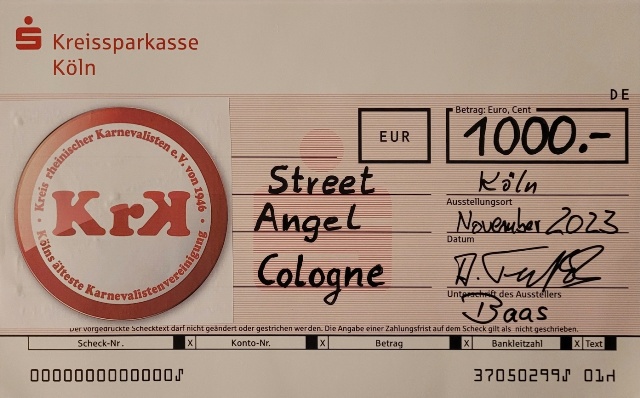 Kreissparkasse
Köln
DE
Betrag: Euro, Cent
EUR
1000.-
Kreis rheinischer Karnevalisten e.V. von 1946
KrK
Kölns älteste Karnevalistenvereinigung
Street
Angel
Cologne
Köln
Ausstellungsort
November 2023
Datum
Unterschrift des Ausstellers
Baas
Der vorgedruckte Schecktext darf nicht geändert oder gestrichen werden. Die Angabe einer Zahlungsfrist auf dem Scheck gilt als nicht geschrieben.
Scheck-Nr. X Konto-Nr. X Betrag X Bankleitzahl X Text
0000000000000⑀ 37050299⑀ 01H